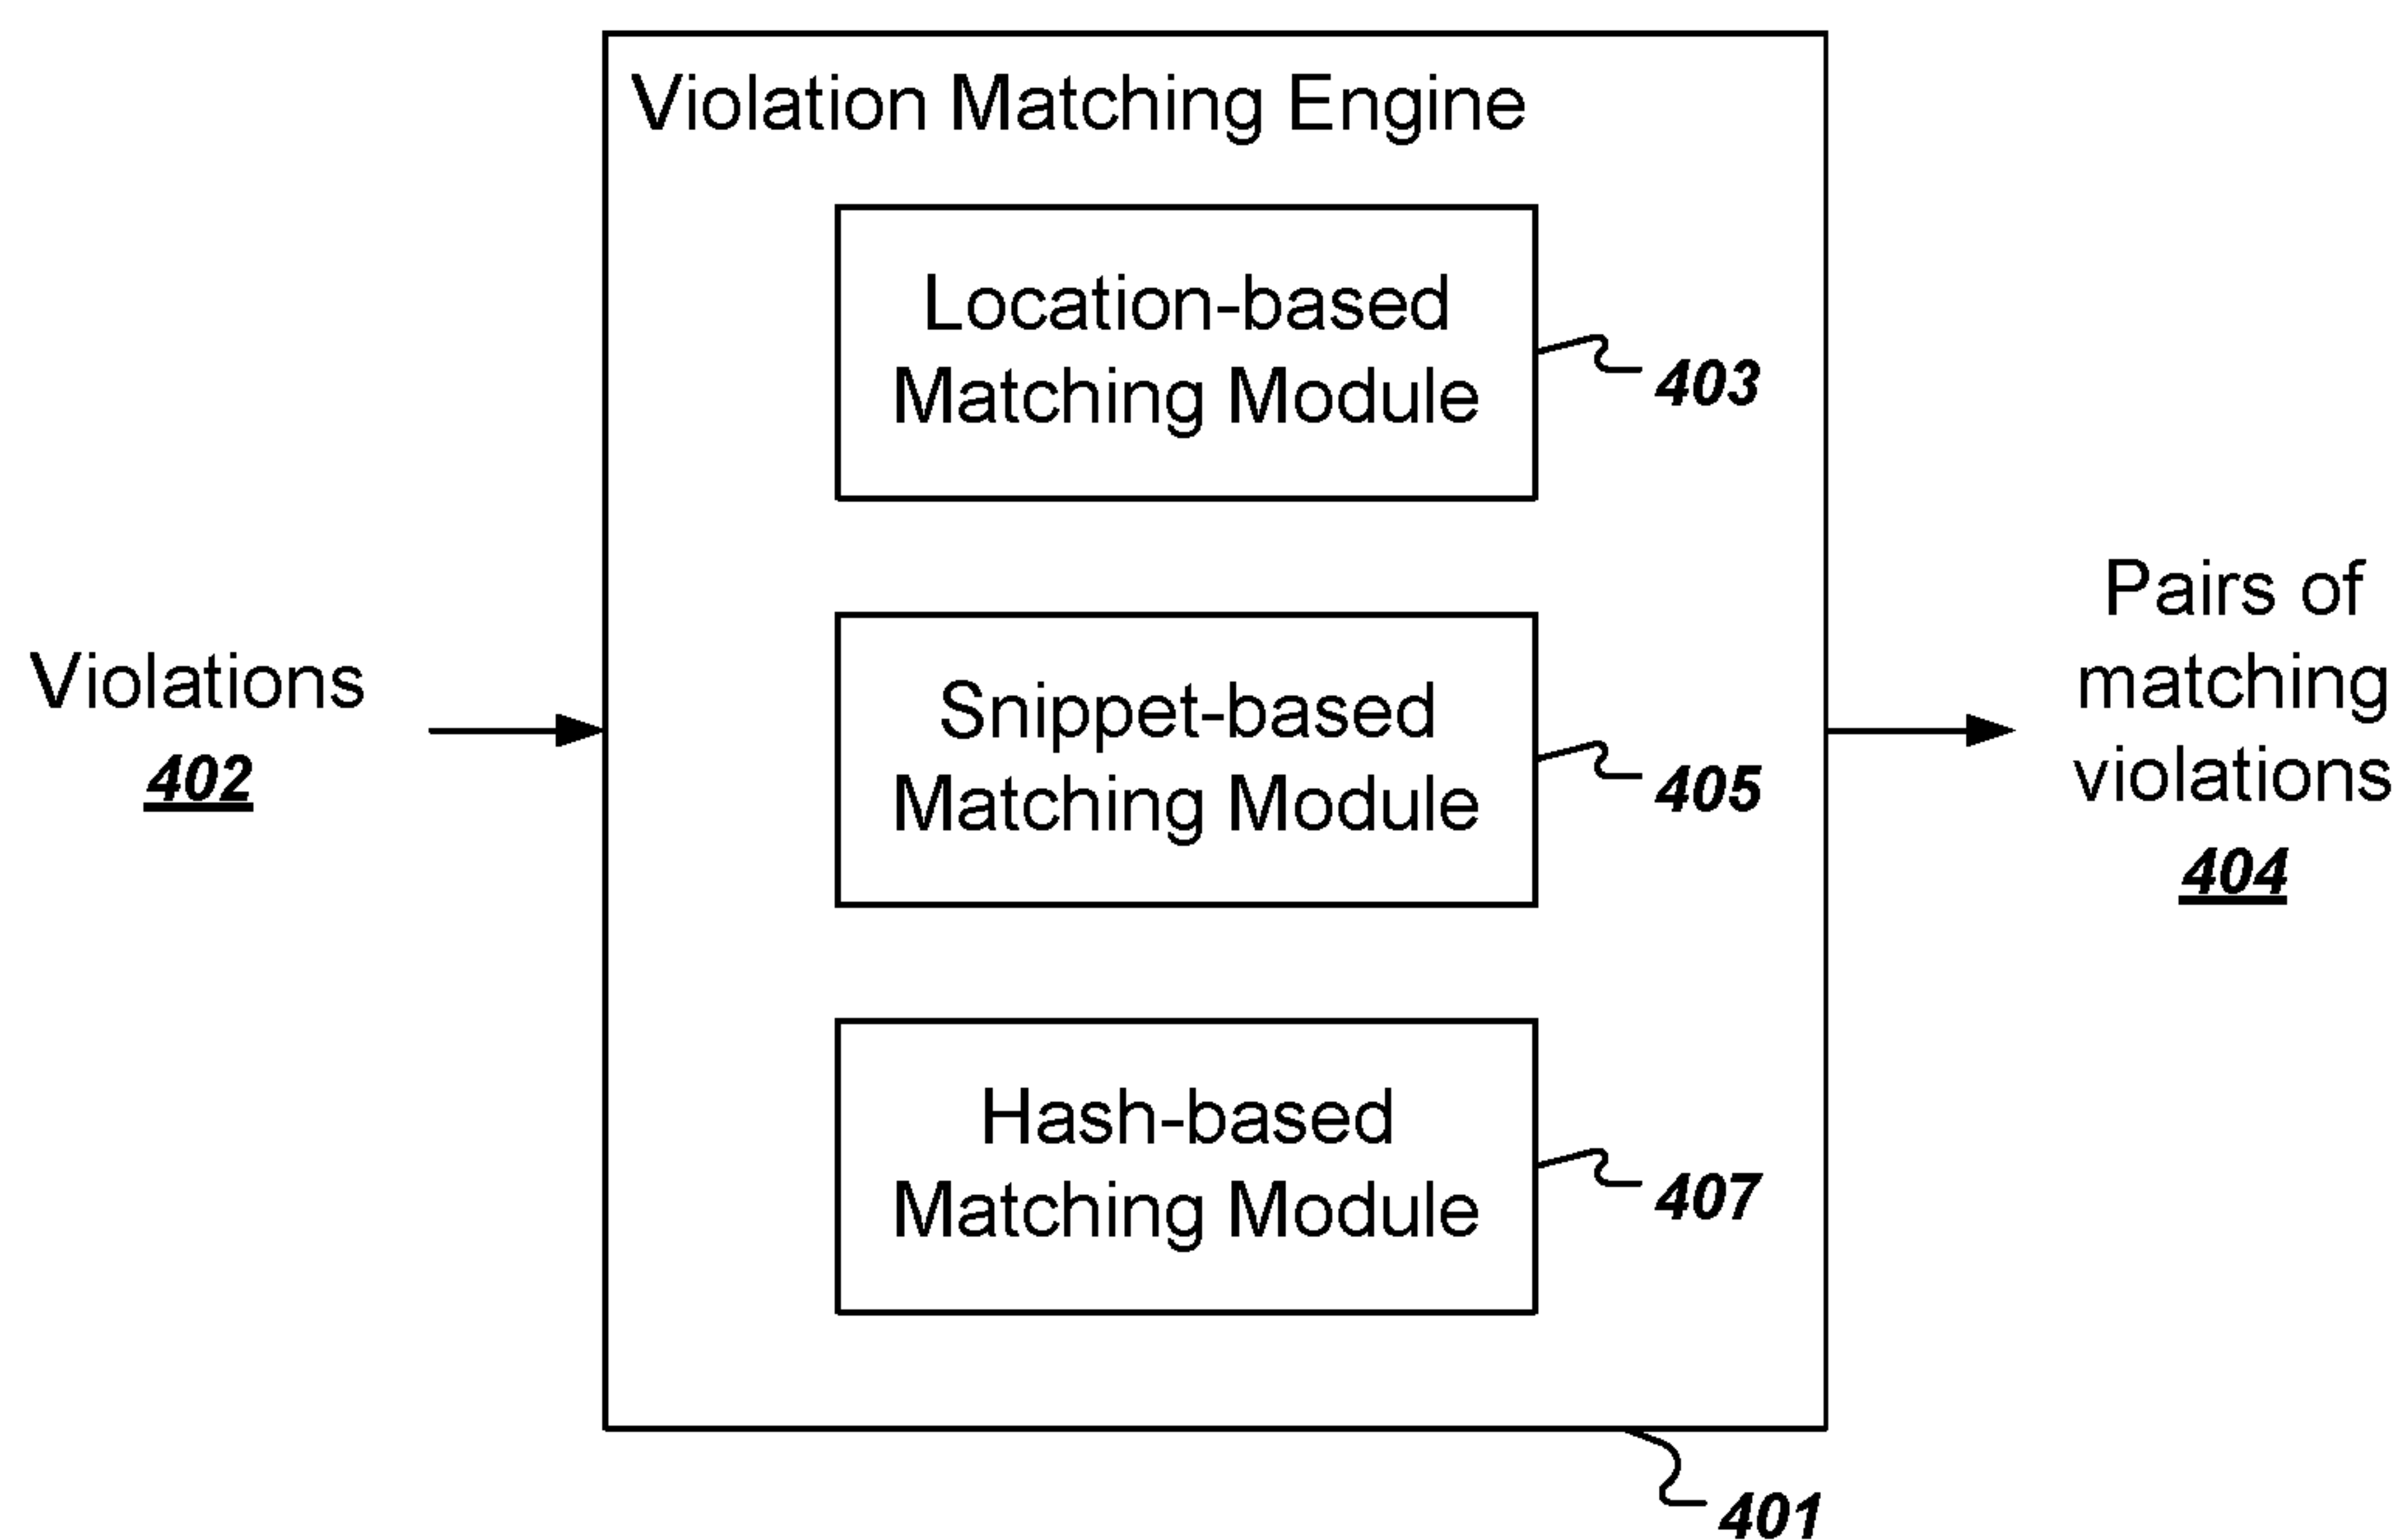 Violation Matching Engine
Location-based
Matching Module
403
Violations
402
Snippet-based
Matching Module
405
Pairs of
matching
violations
404
Hash-based
Matching Module
407
401